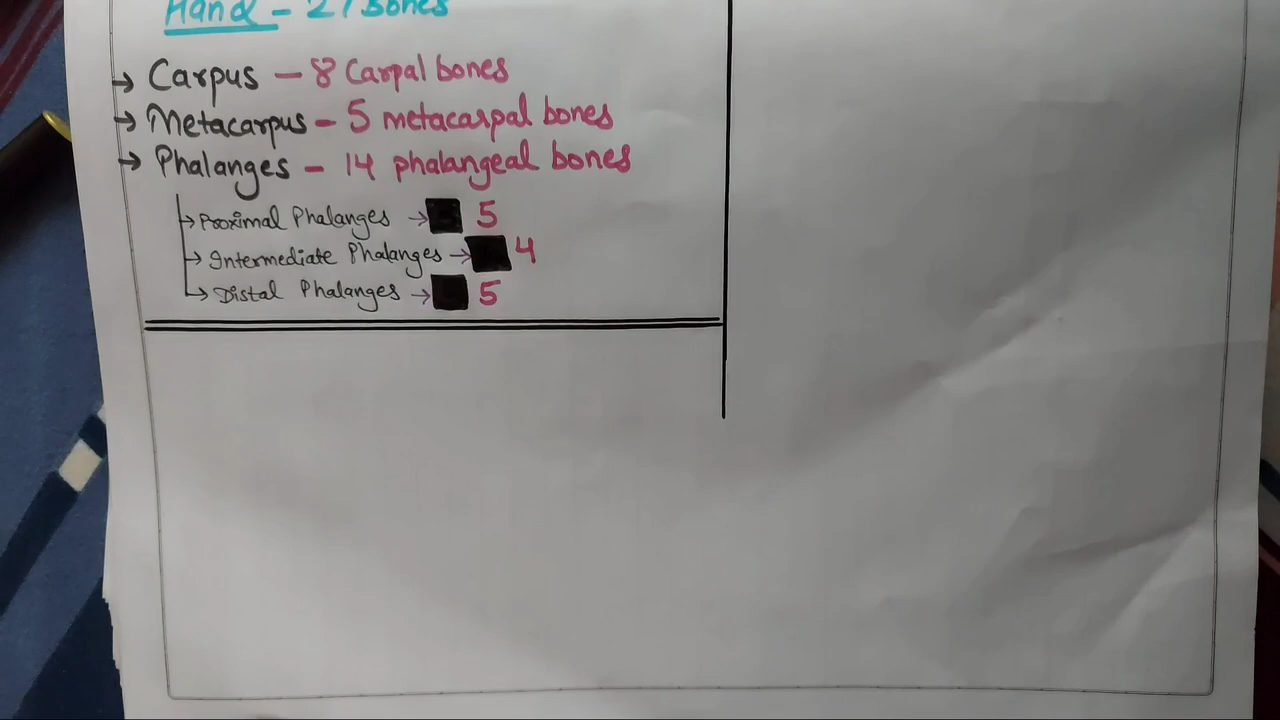 Hand - 27 Bones
→ Carpus - 8 Carpal bones
→ Metacarpus - 5 metacarpal bones
→ Phalanges - 14 phalangeal bones
→ Proximal Phalanges → 5
→ Intermediate Phalanges → 4
→ Distal Phalanges → 5